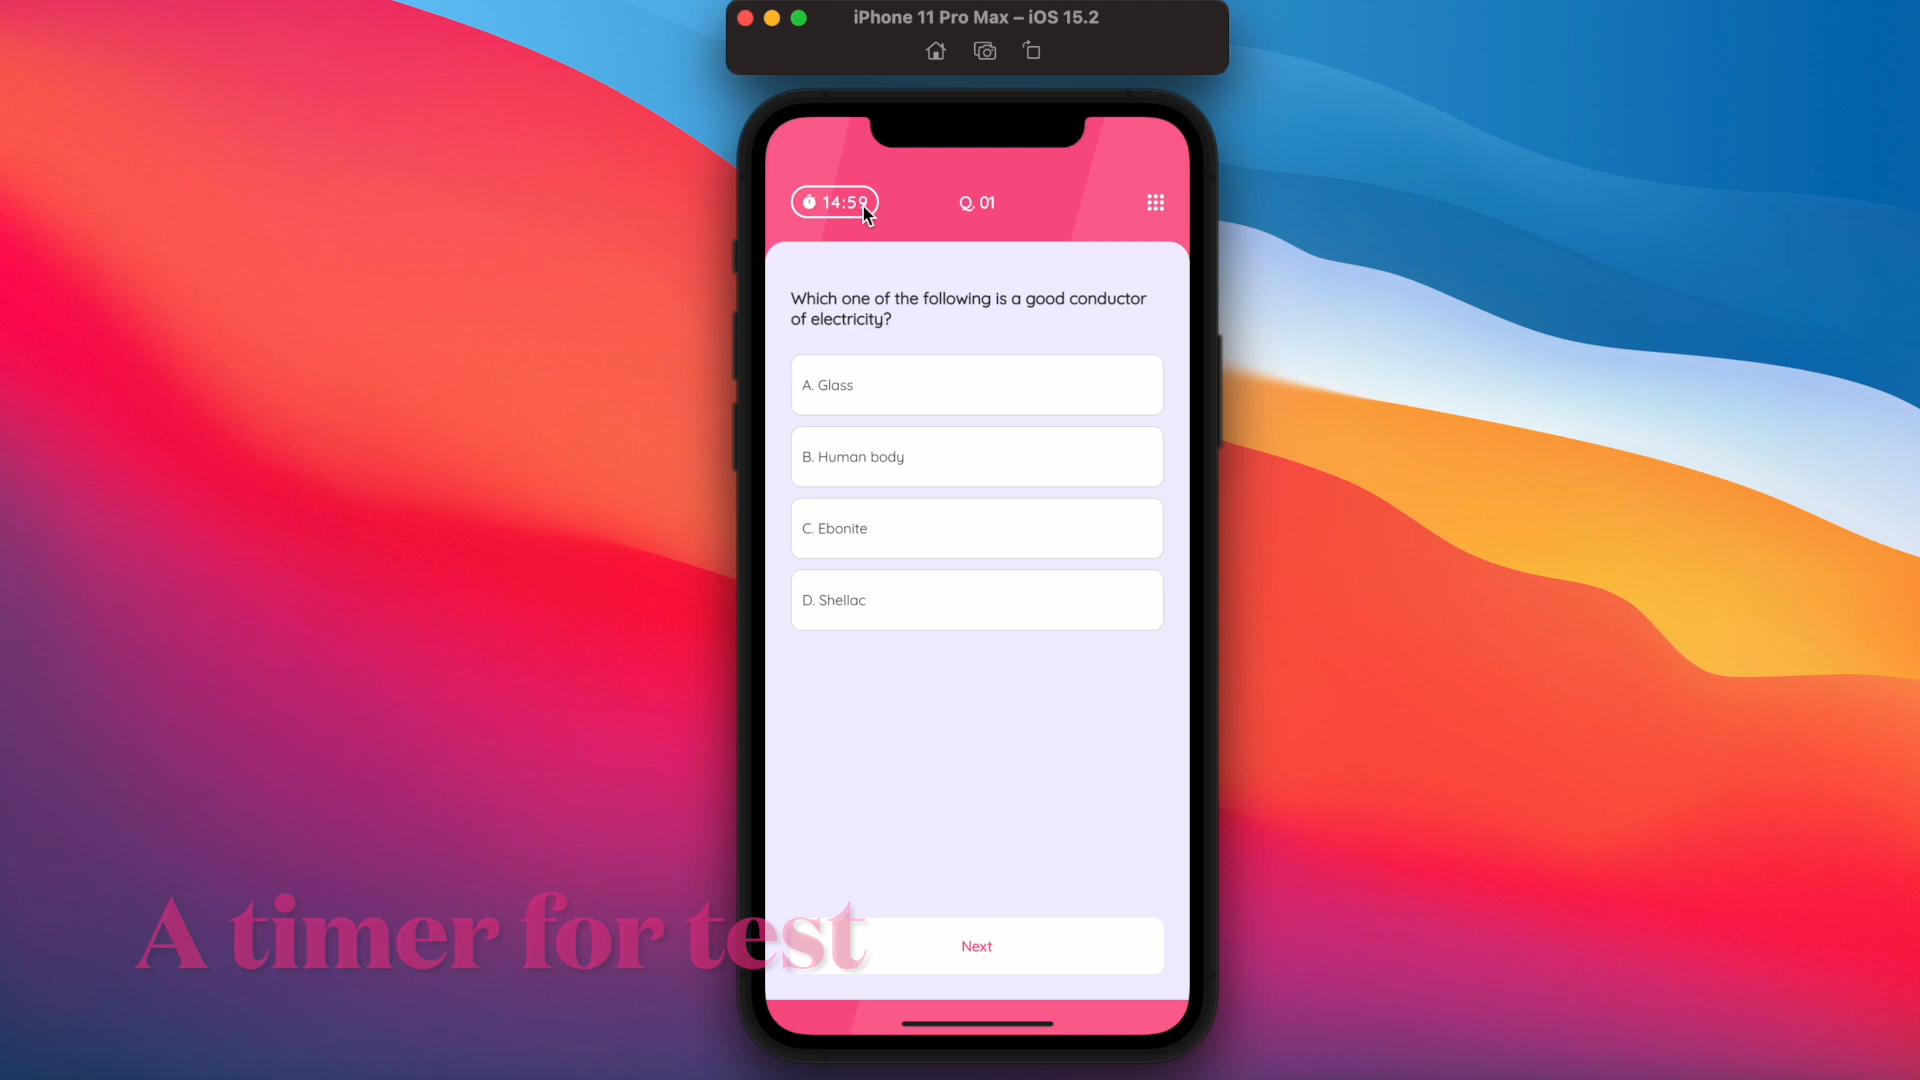 iPhone 11 Pro Max – iOS 15.2
14:59
Q. 01
Which one of the following is a good conductor
of electricity?
A. Glass
B. Human body
C. Ebonite
D. Shellac
A timer for test
Next